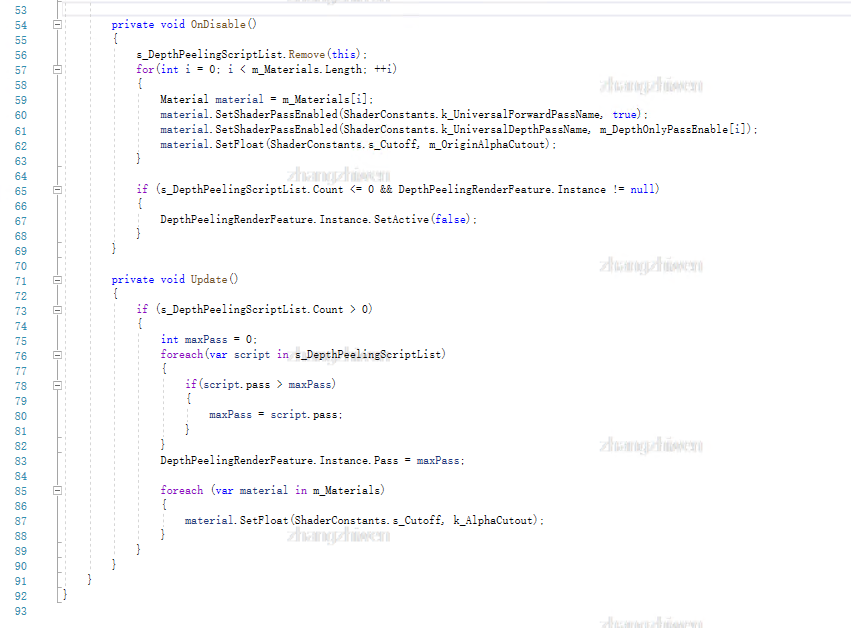 53
54 private void OnDisable()
55 {
56 s_DepthPeelingScriptList.Remove(this);
57 for(int i = 0; i < m_Materials.Length; ++i)
58 {
59 Material material = m_Materials[i];
60 material.SetShaderPassEnabled(ShaderConstants.k_UniversalForwardPassName, true);
61 material.SetShaderPassEnabled(ShaderConstants.k_UniversalDepthPassName, m_DepthOnlyPassEnable[i]);
62 material.SetFloat(ShaderConstants.s_Cutoff, m_OriginAlphaCutout);
63 }
64
65 if (s_DepthPeelingScriptList.Count <= 0 && DepthPeelingRenderFeature.Instance != null)
66 {
67 DepthPeelingRenderFeature.Instance.SetActive(false);
68 }
69 }
70
71 private void Update()
72 {
73 if (s_DepthPeelingScriptList.Count > 0)
74 {
75 int maxPass = 0;
76 foreach(var script in s_DepthPeelingScriptList)
77 {
78 if(script.pass > maxPass)
79 {
80 maxPass = script.pass;
81 }
82 }
83 DepthPeelingRenderFeature.Instance.Pass = maxPass;
84
85 foreach (var material in m_Materials)
86 {
87 material.SetFloat(ShaderConstants.s_Cutoff, k_AlphaCutout);
88 }
89 }
90 }
91 }
92 }
93
zhangzhiwen
zhangzhiwen
zhangzhiwen
zhangzhiwen
zhangzhiwen
zhangzhiwen